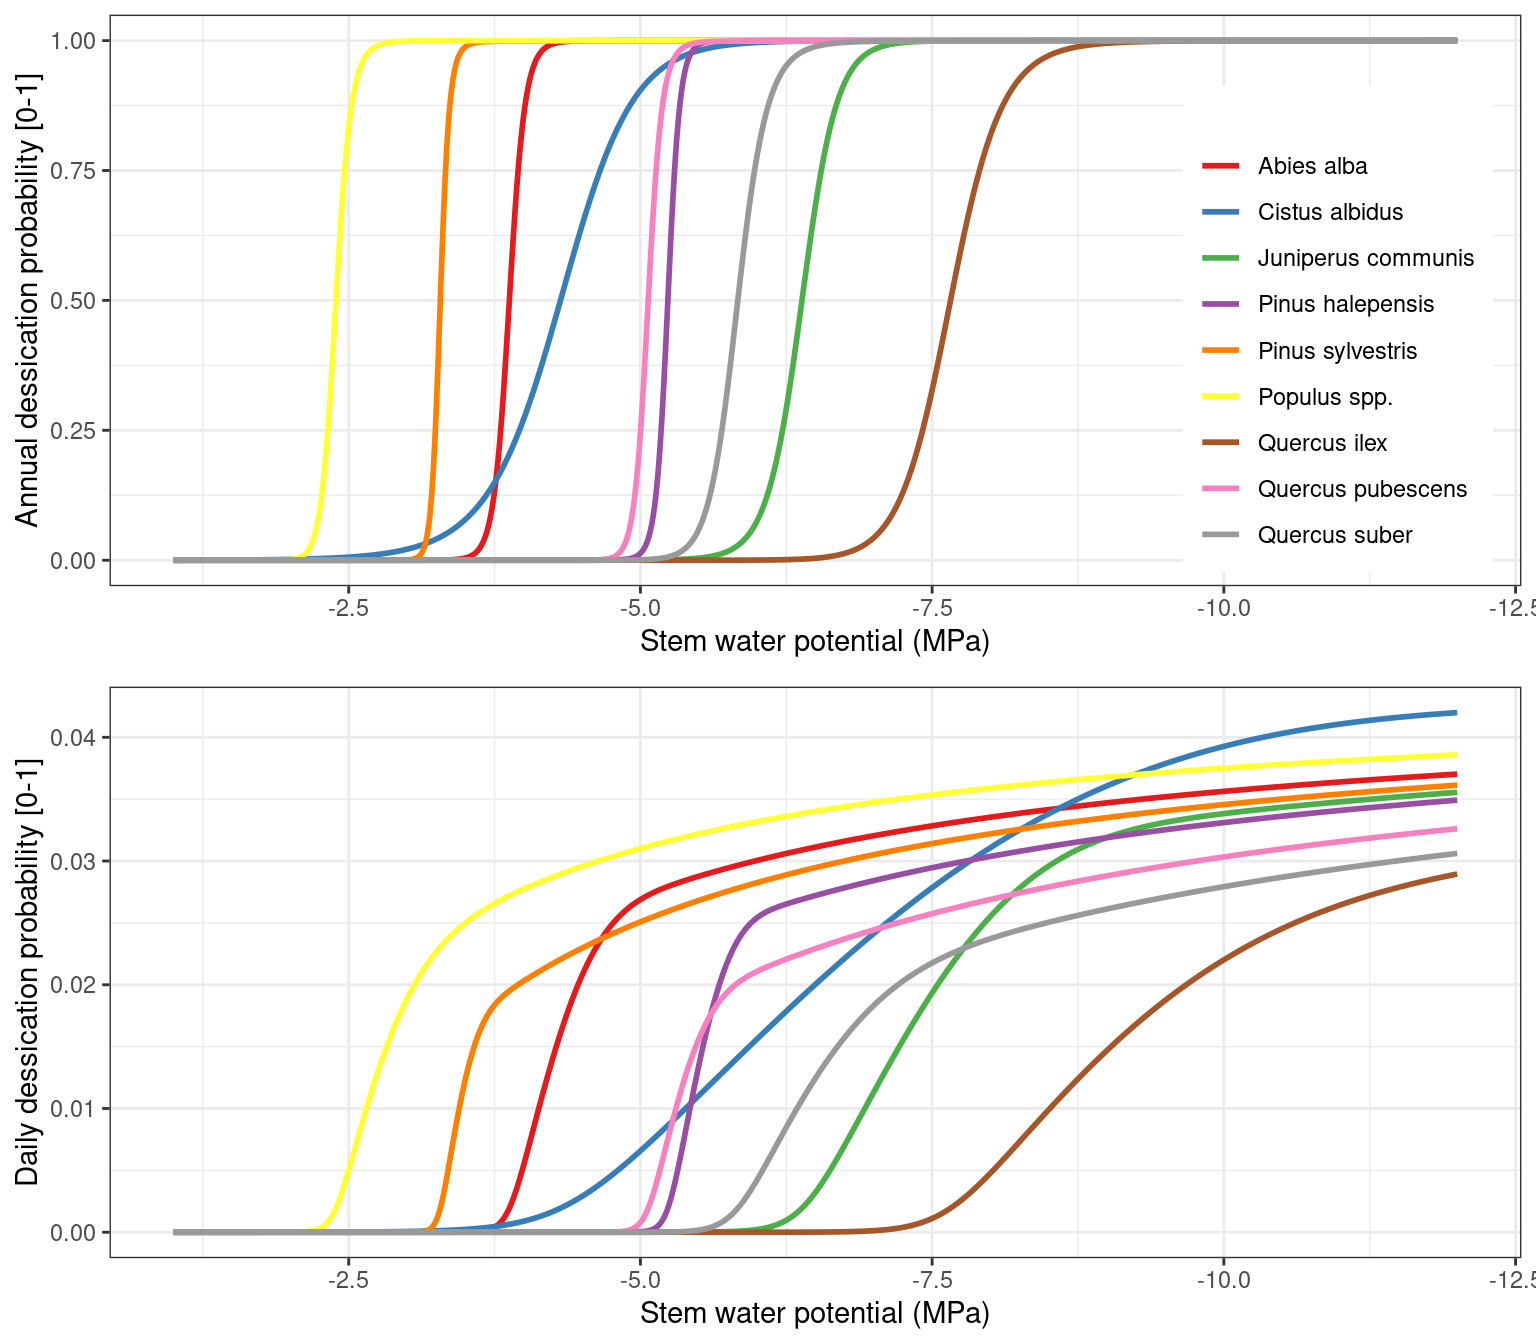 Annual dessication probability [0-1]
1.00
0.75
0.50
0.25
0.00
Abies alba
Cistus albidus
Juniperus communis
Pinus halepensis
Pinus sylvestris
Populus spp.
Quercus ilex
Quercus pubescens
Quercus suber
-2.5 -5.0 -7.5 -10.0 -12.5
Stem water potential (MPa)
Daily dessication probability [0-1]
0.04
0.03
0.02
0.01
0.00
-2.5 -5.0 -7.5 -10.0 -12.5
Stem water potential (MPa)